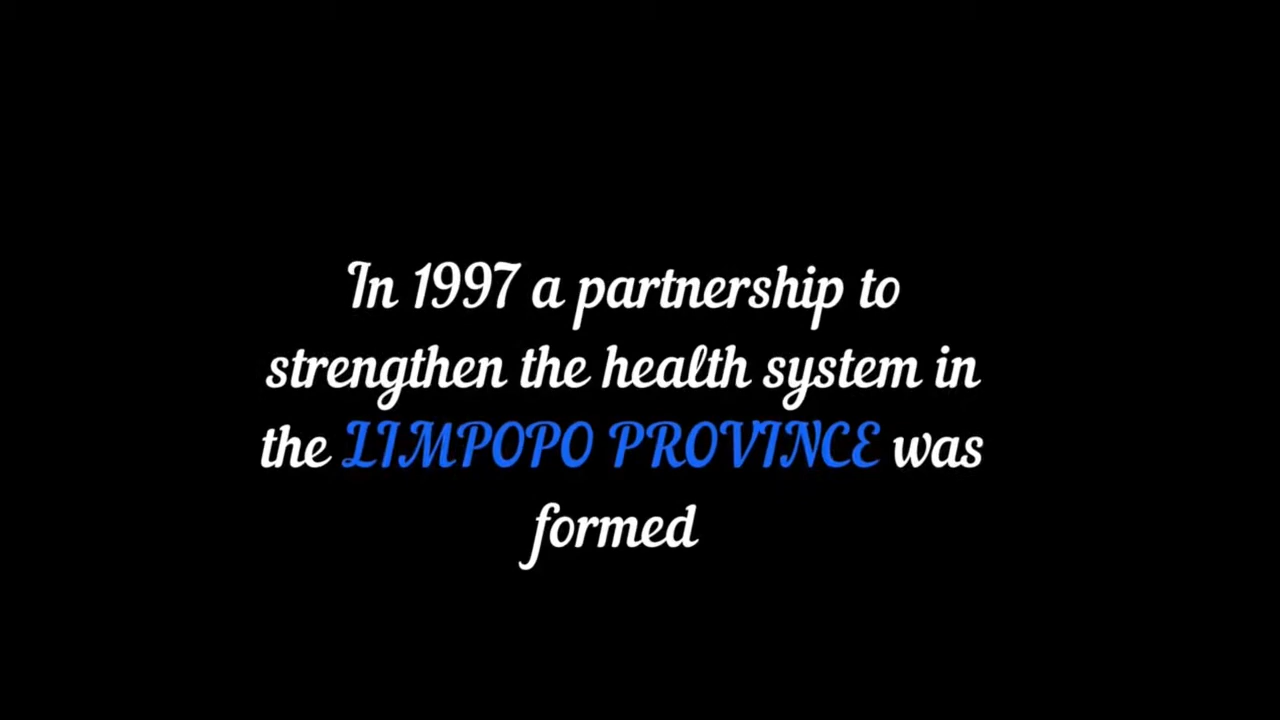 In 1997 a partnership to
strengthen the health system in
the LIMPOPO PROVINCE was
formed